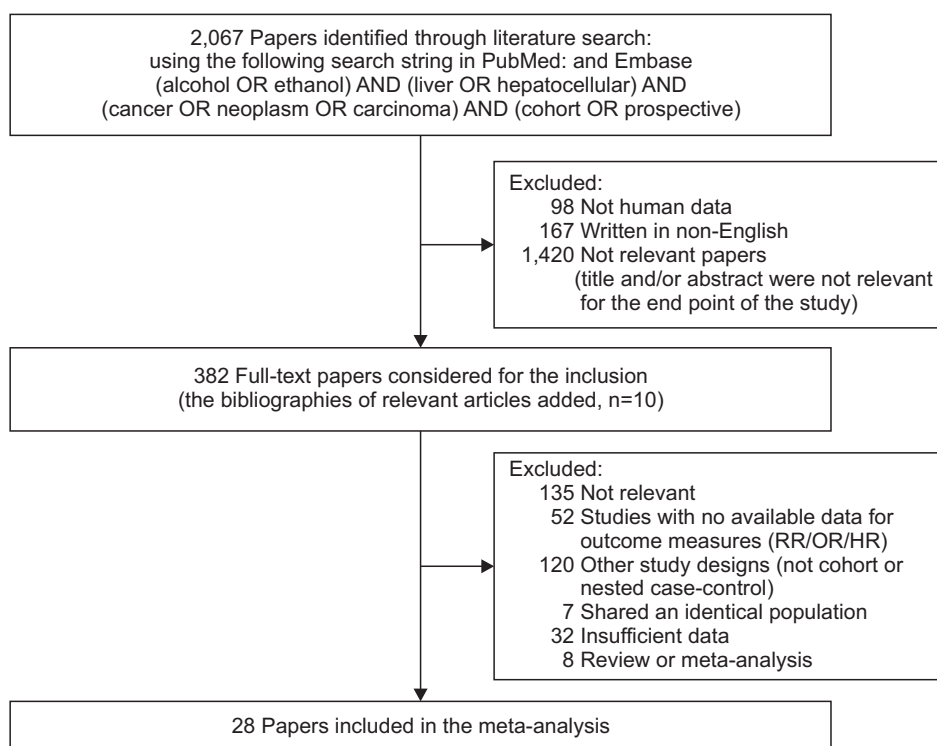 2,067 Papers identified through literature search:
using the following search string in PubMed: and Embase
(alcohol OR ethanol) AND (liver OR hepatocellular) AND
(cancer OR neoplasm OR carcinoma) AND (cohort OR prospective)
Excluded:
98 Not human data
167 Written in non-English
1,420 Not relevant papers
(title and/or abstract were not relevant
for the end point of the study)
382 Full-text papers considered for the inclusion
(the bibliographies of relevant articles added, n=10)
Excluded:
135 Not relevant
52 Studies with no available data for
outcome measures (RR/OR/HR)
120 Other study designs (not cohort or
nested case-control)
7 Shared an identical population
32 Insufficient data
8 Review or meta-analysis
28 Papers included in the meta-analysis